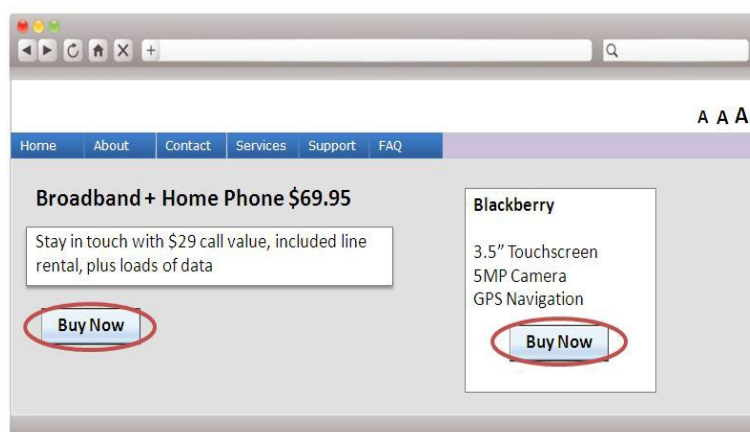 A A A
Home About Contact Services Support FAQ
Broadband + Home Phone $69.95
Stay in touch with $29 call value, included line
rental, plus loads of data
Buy Now
Blackberry
3.5” Touchscreen
5MP Camera
GPS Navigation
Buy Now